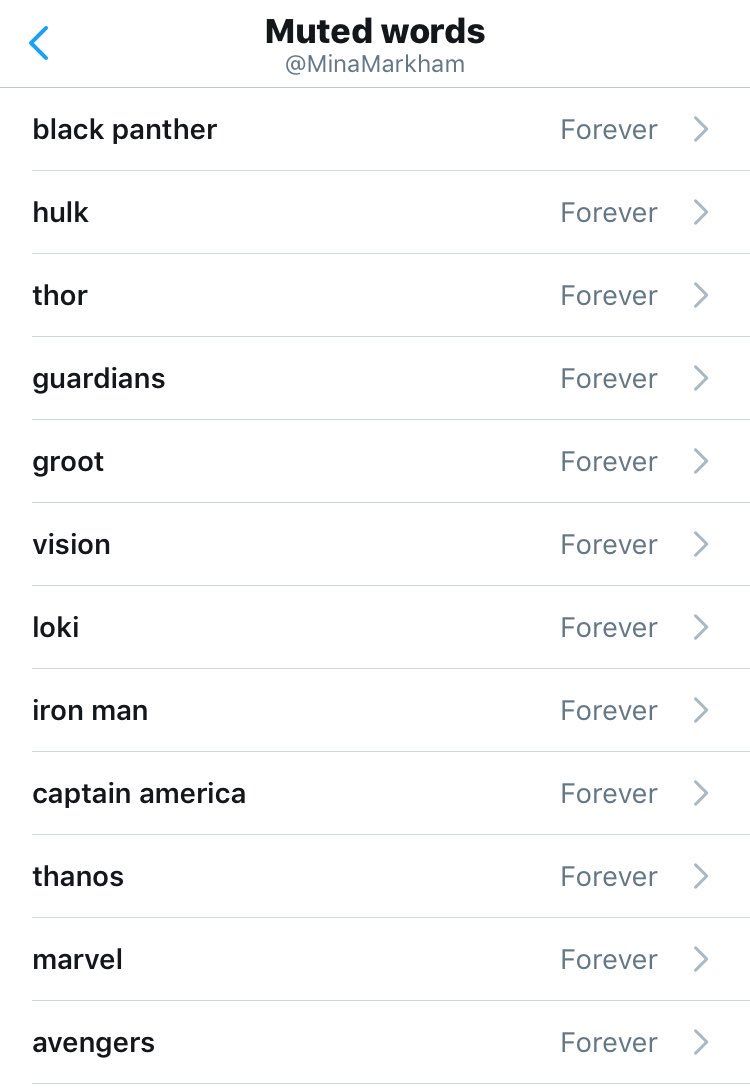 Muted words
@MinaMarkham
black panther Forever
hulk Forever
thor Forever
guardians Forever
groot Forever
vision Forever
loki Forever
iron man Forever
captain america Forever
thanos Forever
marvel Forever
avengers Forever